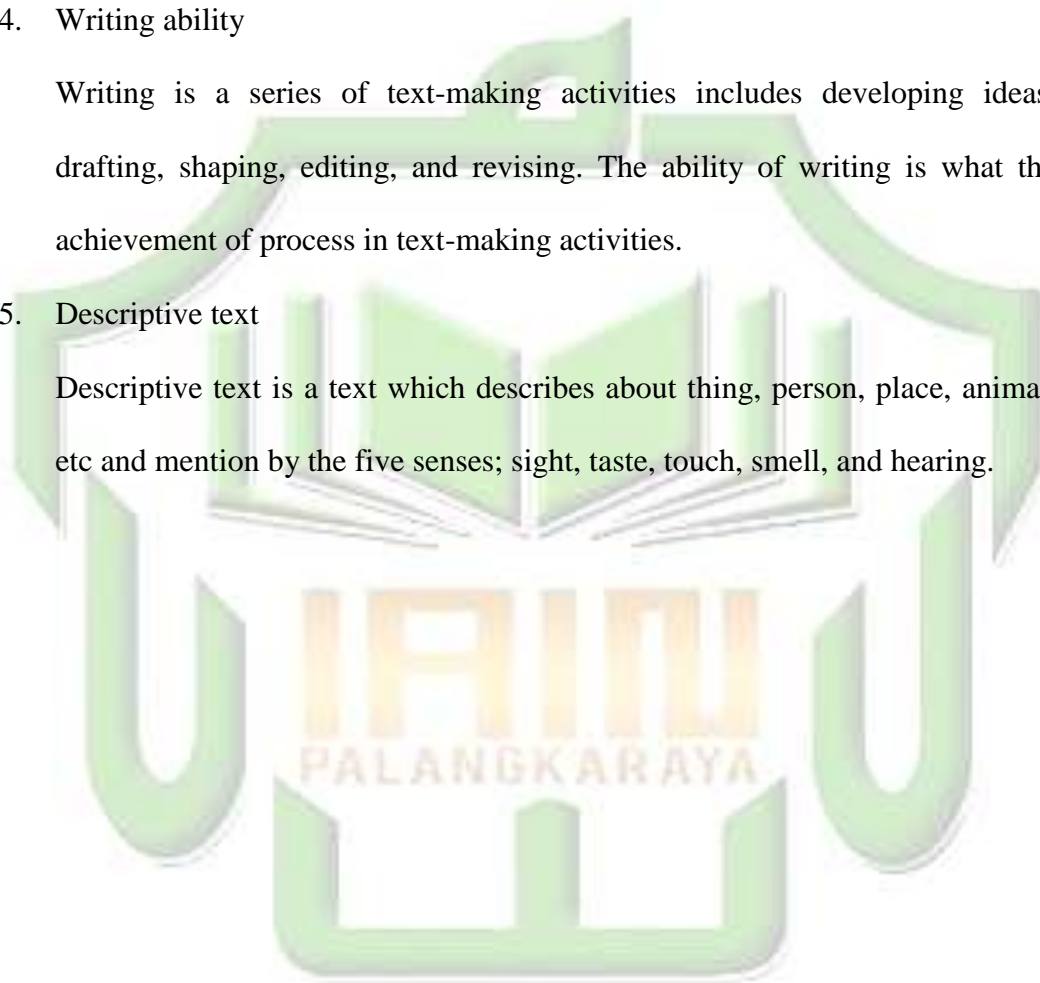 4. Writing ability
Writing is a series of text-making activities includes developing ideas
drafting, shaping, editing, and revising. The ability of writing is what th
achievement of process in text-making activities.
5. Descriptive text
Descriptive text is a text which describes about thing, person, place, anima
etc and mention by the five senses; sight, taste, touch, smell, and hearing.
IAIN
PALANGKARAYA